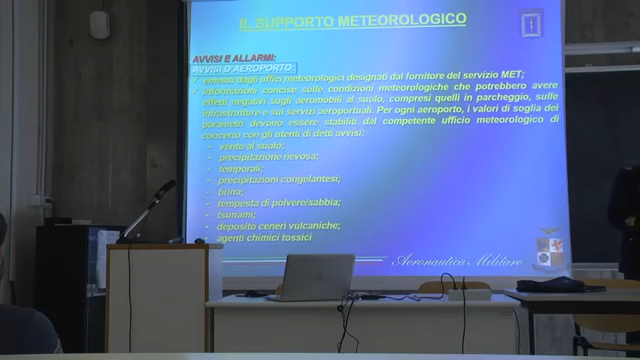 IL SUPPORTO METEOROLOGICO
AVVISI E ALLARMI:
AVVISI D'AEROPORTO:
✓ emessi dagli uffici meteorologici designati dal fornitore del servizio MET;
✓ informazioni concise sulle condizioni meteorologiche che potrebbero avere
effetti negativi sugli aeromobili al suolo, compresi quelli in parcheggio, sulle
infrastrutture e sui servizi aeroportuali. Per ogni aeroporto, i valori di soglia dei
parametri devono essere stabiliti dal competente ufficio meteorologico di
concerto con gli utenti di detti avvisi:
- vento al suolo;
- precipitazione nevosa;
- temporali;
- precipitazioni congelantesi;
- brina;
- tempesta di polvere/sabbia;
- tsunami;
- deposito ceneri vulcaniche;
- agenti chimici tossici
Aeronautica Militare